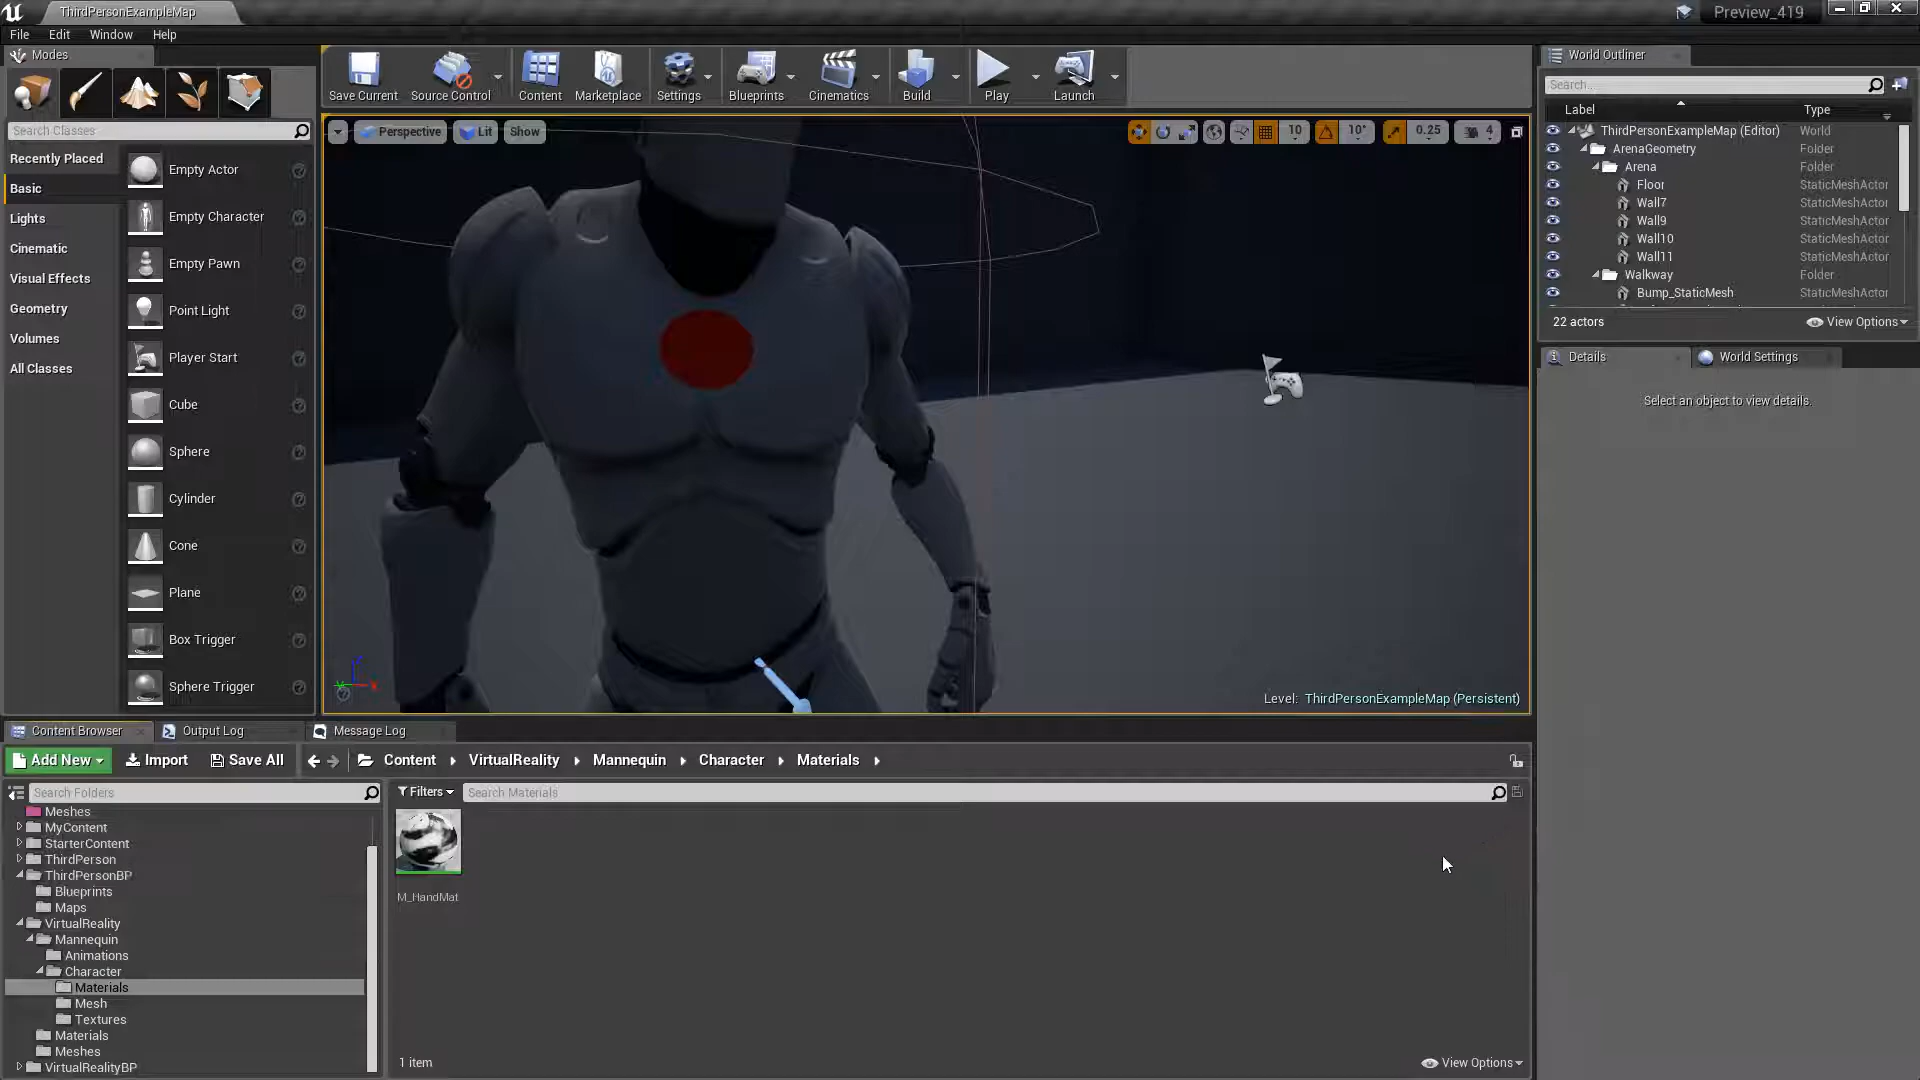 ThirdPersonExampleMap
Preview_419
File Edit Window Help
Modes
Save Current
Source Control
Content
Marketplace
Settings
Blueprints
Cinematics
Build
Play
Launch
Search Classes
Recently Placed
Basic
Lights
Cinematic
Visual Effects
Geometry
Volumes
All Classes
Empty Actor
Empty Character
Empty Pawn
Point Light
Player Start
Cube
Sphere
Cylinder
Cone
Plane
Box Trigger
Sphere Trigger
Perspective Lit Show
10 10° 0.25 4
Level: ThirdPersonExampleMap (Persistent)
World Outliner
Search...
Label Type
ThirdPersonExampleMap (Editor) World
ArenaGeometry Folder
Arena Folder
Floor StaticMeshActor
Wall7 StaticMeshActor
Wall9 StaticMeshActor
Wall10 StaticMeshActor
Wall11 StaticMeshActor
Walkway Folder
Bump_StaticMesh StaticMeshActor
22 actors View Options
Details World Settings
Select an object to view details.
Content Browser Output Log Message Log
Add New Import Save All Content VirtualReality Mannequin Character Materials
Search Folders
Filters Search Materials
Meshes
MyContent
StarterContent
ThirdPerson
ThirdPersonBP
Blueprints
Maps
VirtualReality
Mannequin
Animations
Character
Materials
Mesh
Textures
Materials
Meshes
VirtualRealityBP
M_HandMat
1 item View Options